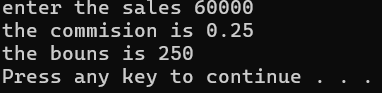 enter the sales 60000
the commision is 0.25
the bouns is 250
Press any key to continue . . .